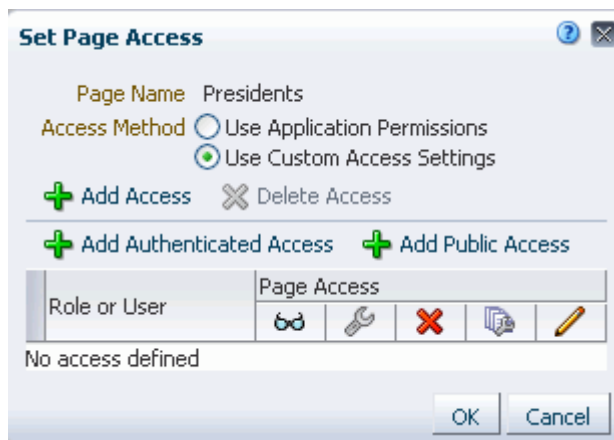 Set Page Access
Page Name Presidents
Access Method Use Application Permissions
Use Custom Access Settings
Add Access Delete Access
Add Authenticated Access Add Public Access
Role or User Page Access
No access defined
OK Cancel